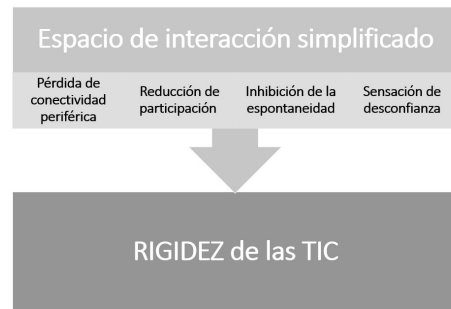 Espacio de interacción simplificado
Pérdida de
conectividad
periférica
Reducción de
participación
Inhibición de la
espontaneidad
Sensación de
desconfianza
RIGIDEZ de las TIC